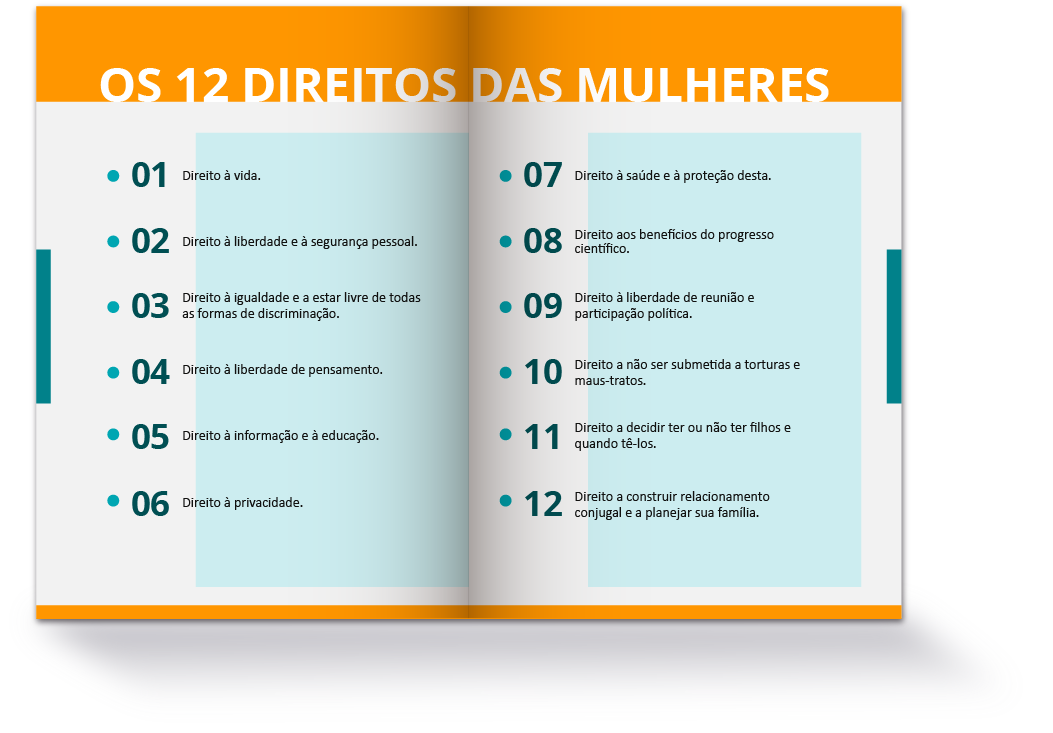 OS 12 DIREITOS DAS MULHERES
01 Direito à vida.
02 Direito à liberdade e à segurança pessoal.
03 Direito à igualdade e a estar livre de todas
as formas de discriminação.
04 Direito à liberdade de pensamento.
05 Direito à informação e à educação.
06 Direito à privacidade.
07 Direito à saúde e à proteção desta.
08 Direito aos benefícios do progresso
científico.
09 Direito à liberdade de reunião e
participação política.
10 Direito a não ser submetida a torturas e
maus-tratos.
11 Direito a decidir ter ou não ter filhos e
quando tê-los.
12 Direito a construir relacionamento
conjugal e a planejar sua família.